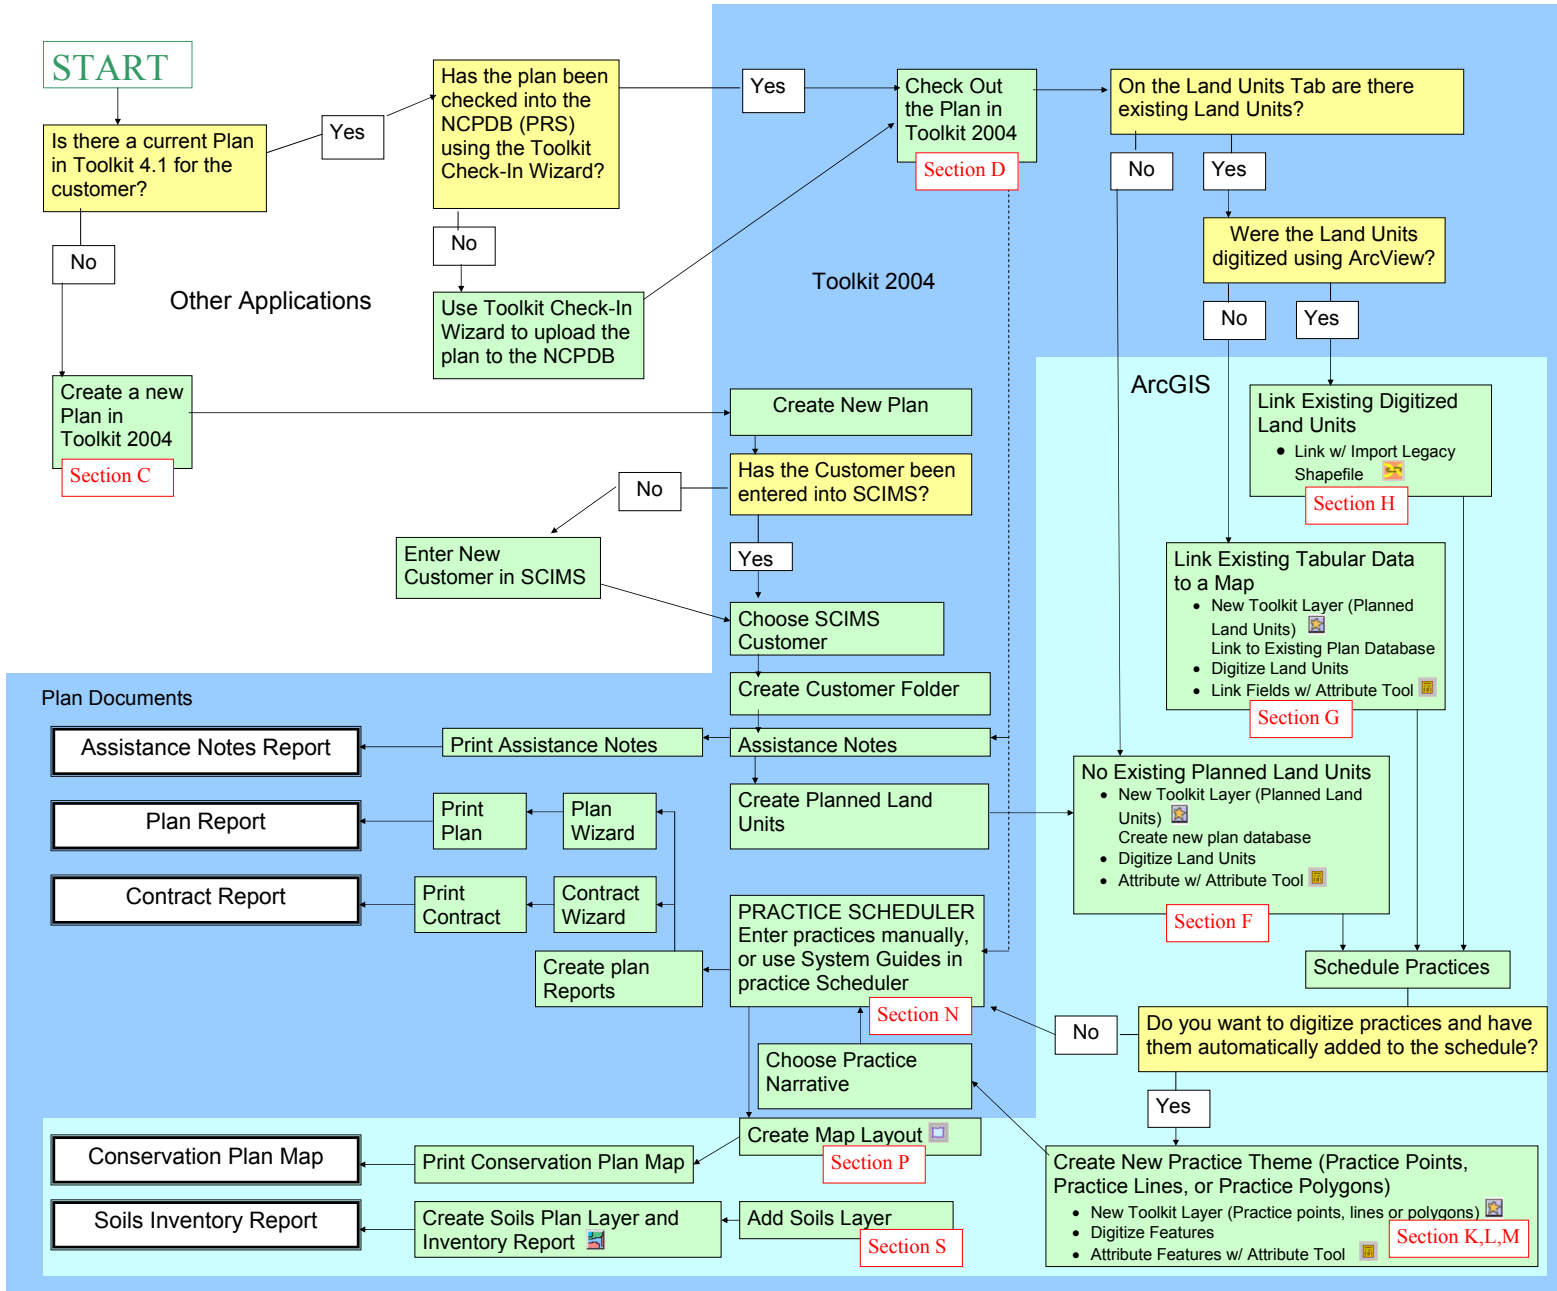 START
Is there a current Plan
in Toolkit 4.1 for the
customer?
Yes
No
Has the plan been
checked into the
NCPDB (PRS)
using the Toolkit
Check-In Wizard?
Yes
No
Use Toolkit Check-In
Wizard to upload the
plan to the NCPDB
Other Applications
Create a new
Plan in
Toolkit 2004
Section C
Toolkit 2004
Check Out
the Plan in
Toolkit 2004
Section D
On the Land Units Tab are there
existing Land Units?
No
Yes
Were the Land Units
digitized using ArcView?
No
Yes
ArcGIS
Link Existing Digitized
Land Units
• Link w/ Import Legacy
Shapefile
Section H
Link Existing Tabular Data
to a Map
• New Toolkit Layer (Planned
Land Units)
Link to Existing Plan Database
• Digitize Land Units
• Link Fields w/ Attribute Tool
Section G
No Existing Planned Land Units
• New Toolkit Layer (Planned Land
Units)
Create new plan database
• Digitize Land Units
• Attribute w/ Attribute Tool
Section F
Schedule Practices
Do you want to digitize practices and have
them automatically added to the schedule?
No
Yes
Create New Practice Theme (Practice Points,
Practice Lines, or Practice Polygons)
• New Toolkit Layer (Practice points, lines or polygons)
• Digitize Features
• Attribute Features w/ Attribute Tool
Section K,L,M
Create New Plan
Has the Customer been
entered into SCIMS?
No
Yes
Enter New
Customer in SCIMS
Choose SCIMS
Customer
Create Customer Folder
Assistance Notes
Create Planned Land
Units
PRACTICE SCHEDULER
Enter practices manually,
or use System Guides in
practice Scheduler
Section N
Choose Practice
Narrative
Create Map Layout
Section P
Add Soils Layer
Section S
Plan Documents
Assistance Notes Report
Print Assistance Notes
Plan Report
Print
Plan
Plan
Wizard
Contract Report
Print
Contract
Contract
Wizard
Create plan
Reports
Conservation Plan Map
Print Conservation Plan Map
Soils Inventory Report
Create Soils Plan Layer and
Inventory Report